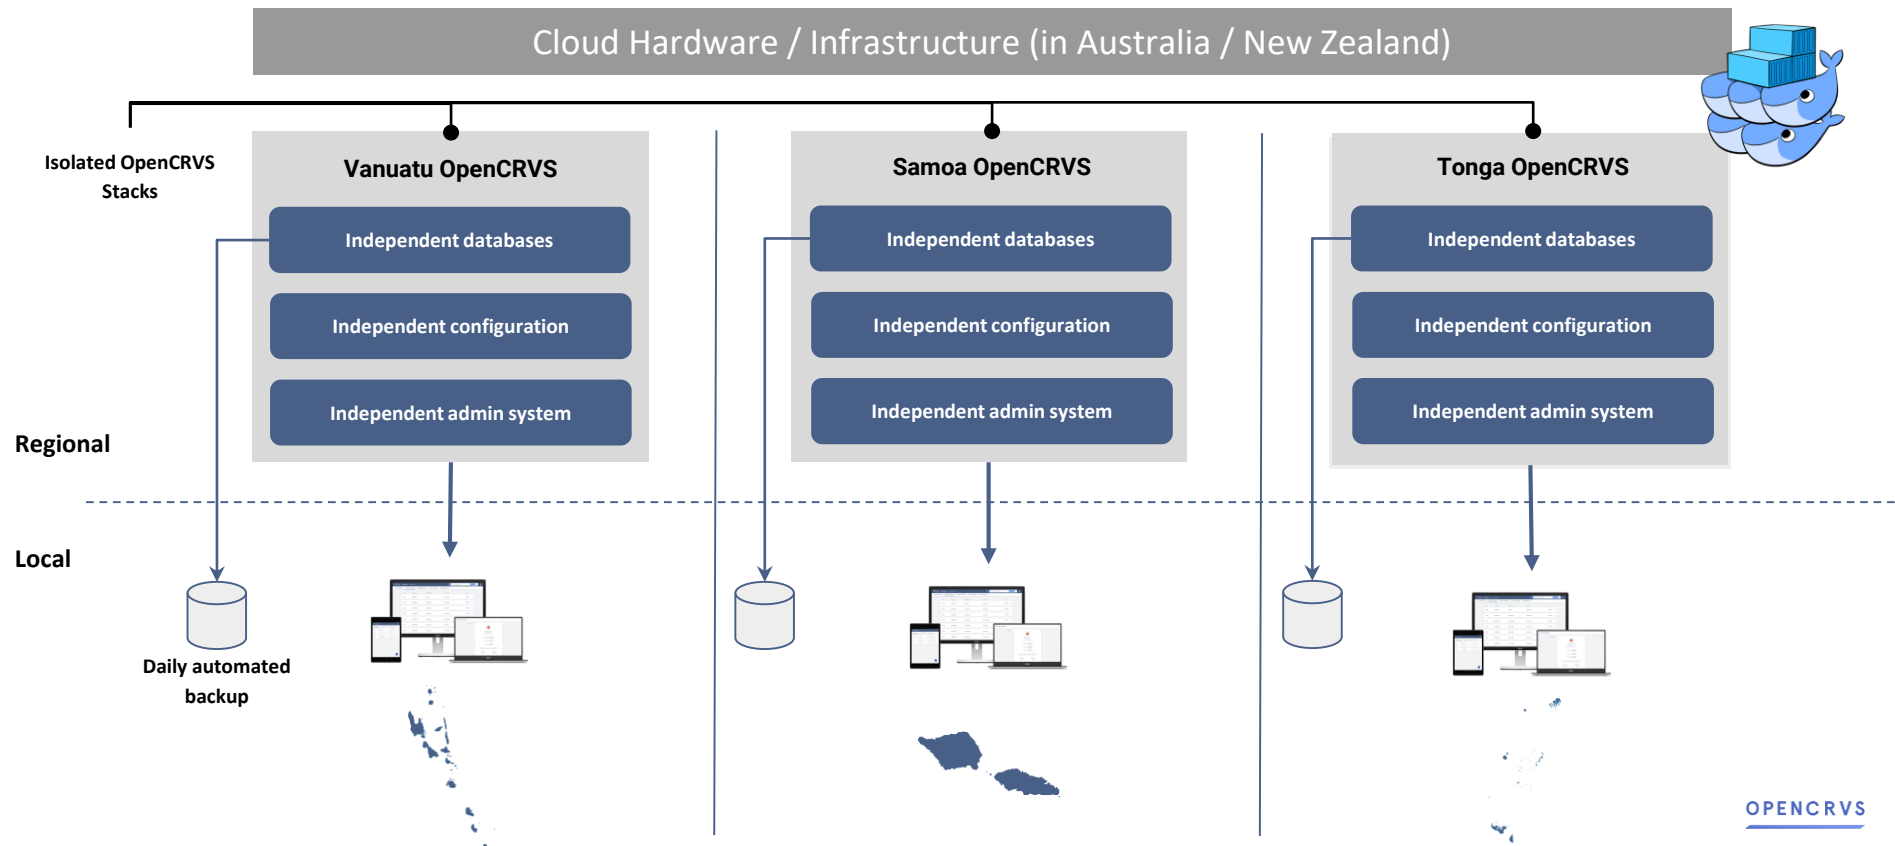 Cloud Hardware / Infrastructure (in Australia / New Zealand)
Isolated OpenCRVS
Stacks
Vanuatu OpenCRVS
Independent databases
Independent configuration
Independent admin system
Samoa OpenCRVS
Independent databases
Independent configuration
Independent admin system
Tonga OpenCRVS
Independent databases
Independent configuration
Independent admin system
Regional
Local
Daily automated
backup
OPENCRVS